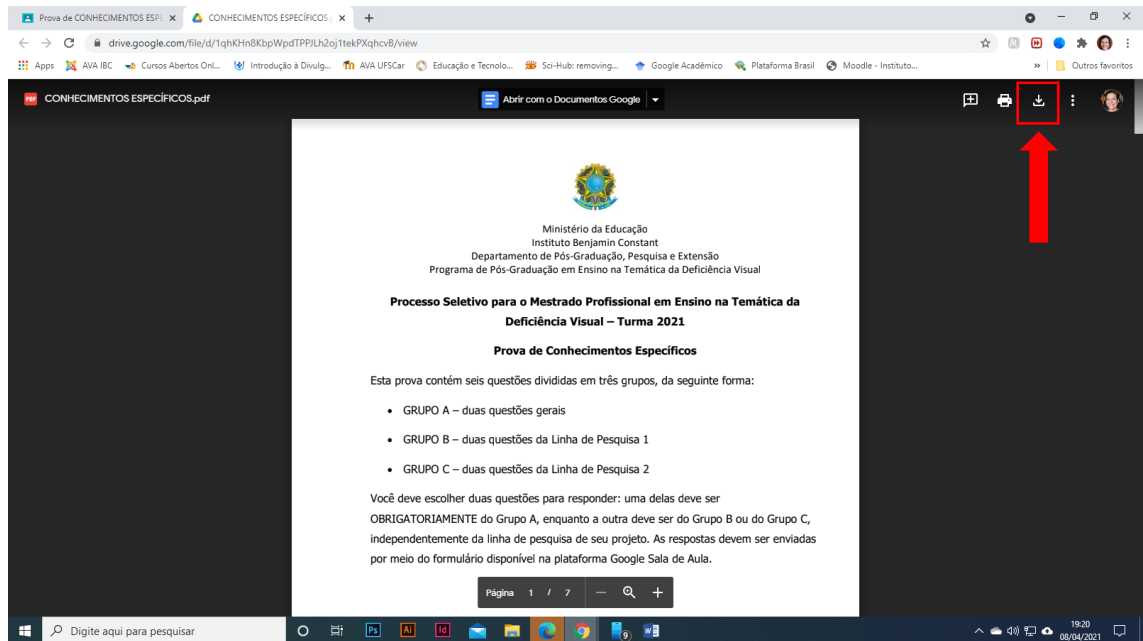 Prova de CONHECIMENTOS ESPE
CONHECIMENTOS ESPECÍFICOS.
drive.google.com/file/d/1qhKHn8KbpWpdTPPJLh2oj1tekPXqhcvB/view
Apps AVA IBC Cursos Abertos Onl... Introdução à Divulg... AVA UFSCar Educação e Tecnolo... Sci-Hub: removing... Google Acadêmico Plataforma Brasil Moodle - Instituto... » Outros favoritos
PDF CONHECIMENTOS ESPECÍFICOS.pdf Abrir com o Documentos Google
Ministério da Educação
Instituto Benjamin Constant
Departamento de Pós-Graduação, Pesquisa e Extensão
Programa de Pós-Graduação em Ensino na Temática da Deficiência Visual
Processo Seletivo para o Mestrado Profissional em Ensino na Temática da
Deficiência Visual – Turma 2021
Prova de Conhecimentos Específicos
Esta prova contém seis questões divididas em três grupos, da seguinte forma:
• GRUPO A – duas questões gerais
• GRUPO B – duas questões da Linha de Pesquisa 1
• GRUPO C – duas questões da Linha de Pesquisa 2
Você deve escolher duas questões para responder: uma delas deve ser
OBRIGATORIAMENTE do Grupo A, enquanto a outra deve ser do Grupo B ou do Grupo C,
independentemente da linha de pesquisa de seu projeto. As respostas devem ser enviadas
por meio do formulário disponível na plataforma Google Sala de Aula.
Página 1 / 7
Digite aqui para pesquisar
Ps Ai Id
9
19:20
08/04/2021